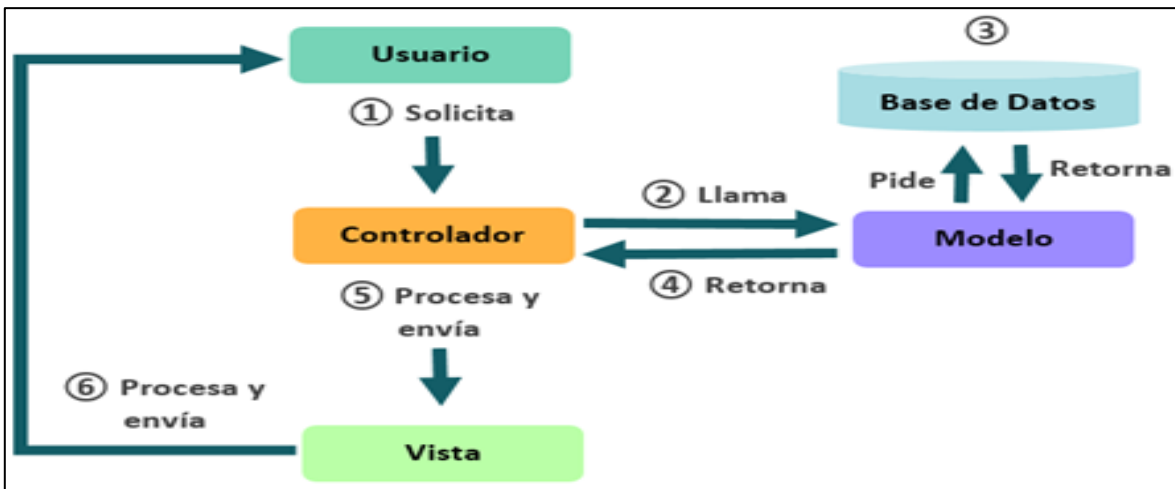 ③
Usuario
Base de Datos
① Solicita
Pide
Retorna
② Llama
Controlador
Modelo
④ Retorna
⑤ Procesa y
envía
⑥ Procesa y
envía
Vista